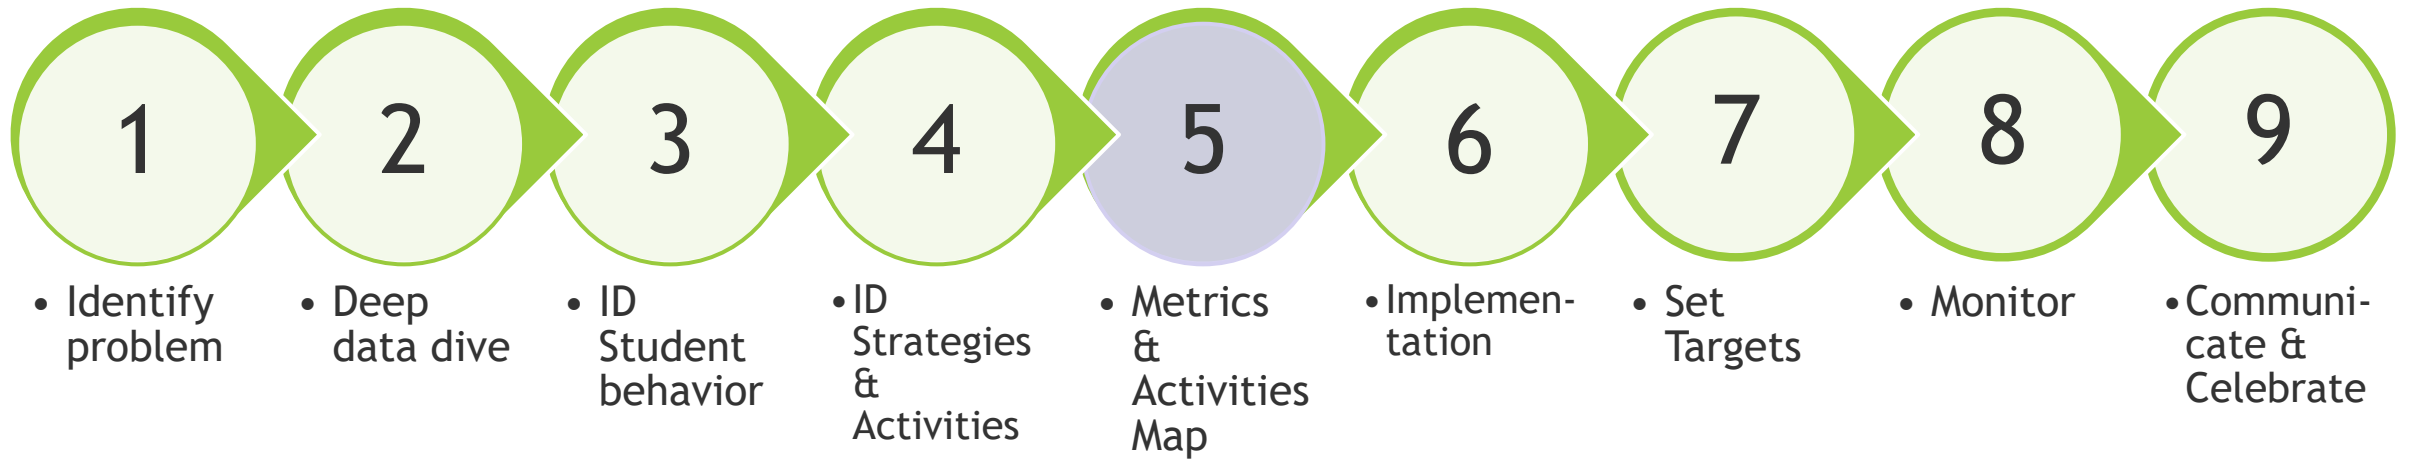 1
2
3
4
5
6
7
8
9
• Identify
problem
• Deep
data dive
• ID
Student
behavior
• ID
Strategies
&
Activities
• Metrics
&
Activities
Map
• Implemen-
tation
• Set
Targets
• Monitor
• Communi-
cate &
Celebrate